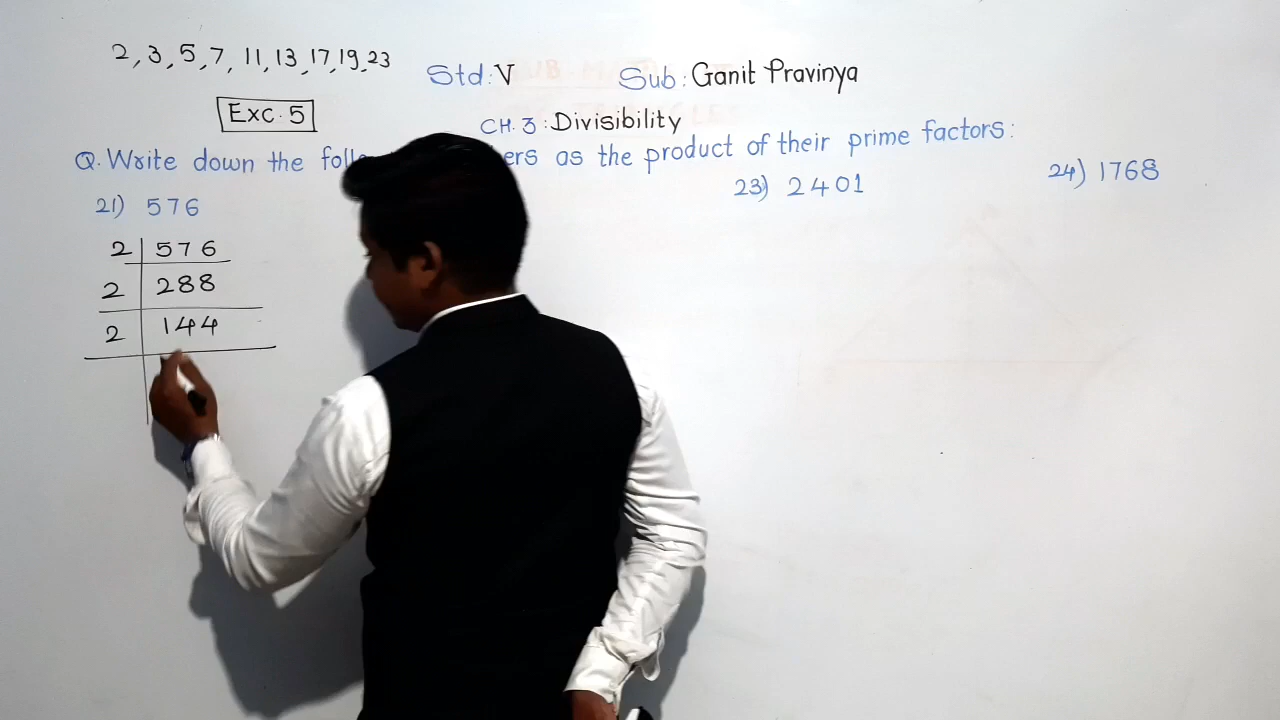 2, 3, 5, 7, 11, 13, 17, 19, 23
Std: V Sub: Ganit Pravinya
Exc. 5
CH. 3 : Divisibility
Q. Write down the as the product of their prime factors:
21) 576
23) 2401
24) 1768
2 576
2 288
2 144